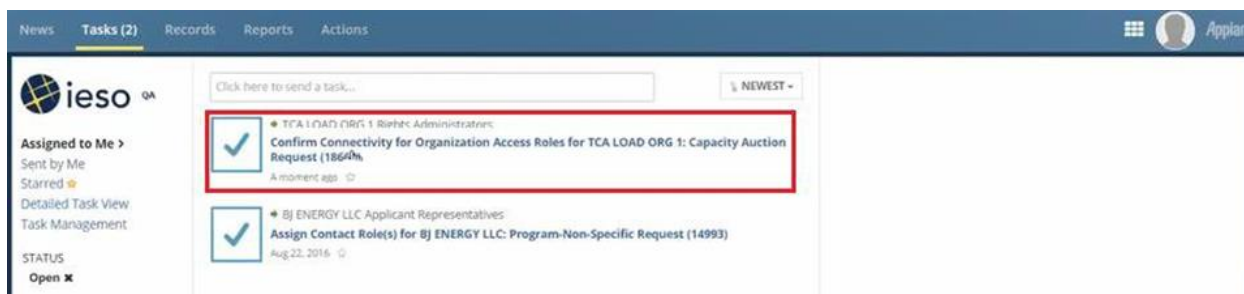 News Tasks (2) Records Reports Actions
Appian
ieso QA
Click here to send a task...
NEWEST
Assigned to Me >
Sent by Me
Starred
Detailed Task View
Task Management
STATUS
Open ✖
TCA LOAD ORG 1 Rights Administrators
Confirm Connectivity for Organization Access Roles for TCA LOAD ORG 1: Capacity Auction
Request
A moment ago
BJ ENERGY LLC Applicant Representatives
Assign Contact Role(s) for BJ ENERGY LLC: Program-Non-Specific Request (14993)
Aug 22, 2016